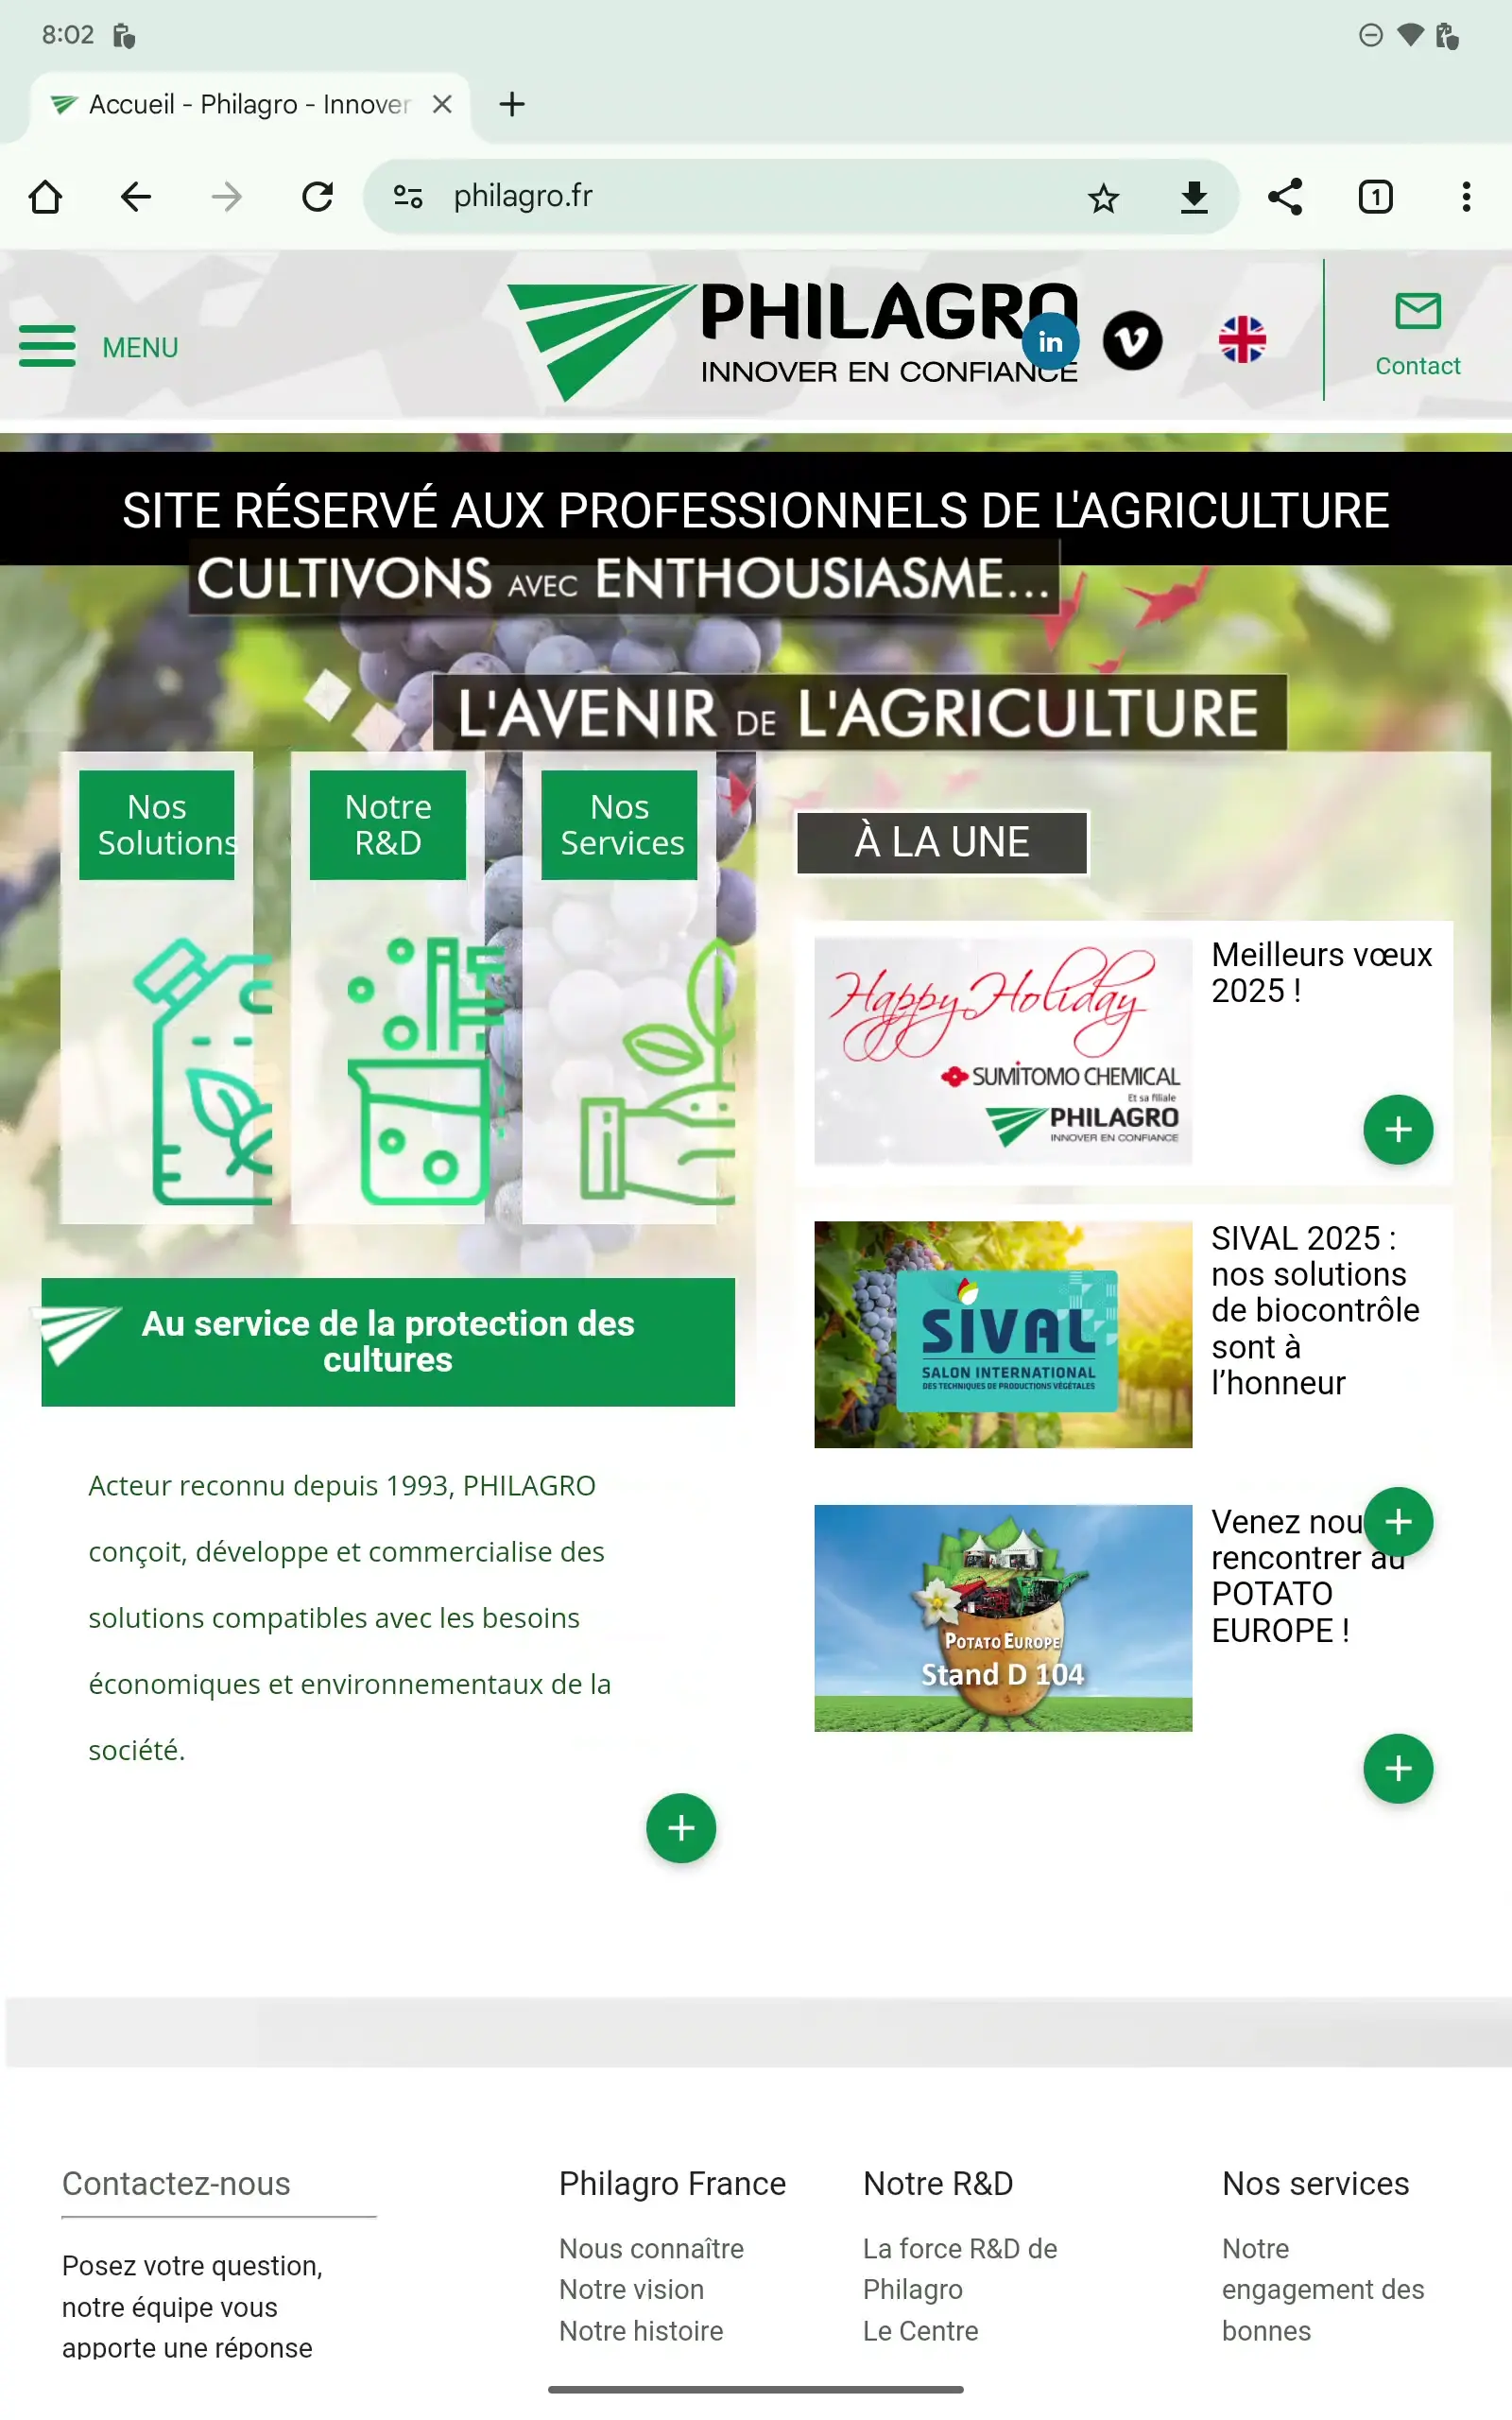 8:02
Accueil - Philagro - Innover
philagro.fr
1
MENU
PHILAGRO
INNOVER EN CONFIANCE
in
Contact
SITE RÉSERVÉ AUX PROFESSIONNELS DE L'AGRICULTURE
CULTIVONS AVEC ENTHOUSIASME...
L'AVENIR DE L'AGRICULTURE
Nos
Solutions
Notre
R&D
Nos
Services
À LA UNE
Happy Holiday
SUMITOMO CHEMICAL
Et sa filiale
PHILAGRO
INNOVER EN CONFIANCE
Meilleurs vœux
2025 !
SIVAL
SALON INTERNATIONAL
DES TECHNIQUES DE PRODUCTIONS VÉGÉTALES
SIVAL 2025 :
nos solutions
de biocontrôle
sont à
l’honneur
Au service de la protection des
cultures
Acteur reconnu depuis 1993, PHILAGRO
conçoit, développe et commercialise des
solutions compatibles avec les besoins
économiques et environnementaux de la
société.
POTATO EUROPE
Stand D 104
Venez nou
rencontrer au
POTATO
EUROPE !
Contactez-nous
Posez votre question,
notre équipe vous
apporte une réponse
Philagro France
Nous connaître
Notre vision
Notre histoire
Notre R&D
La force R&D de
Philagro
Le Centre
Nos services
Notre
engagement des
bonnes